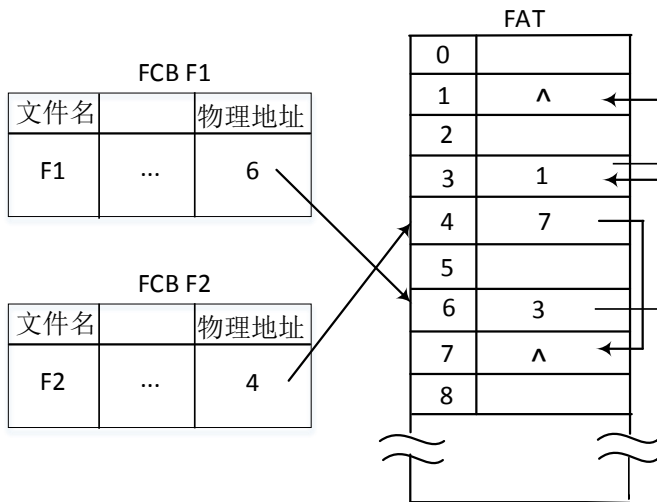 FCB F1
文件名 物理地址
F1 ... 6
FCB F2
文件名 物理地址
F2 ... 4
FAT
0
1 ∧
2
3 1
4 7
5
6 3
7 ∧
8